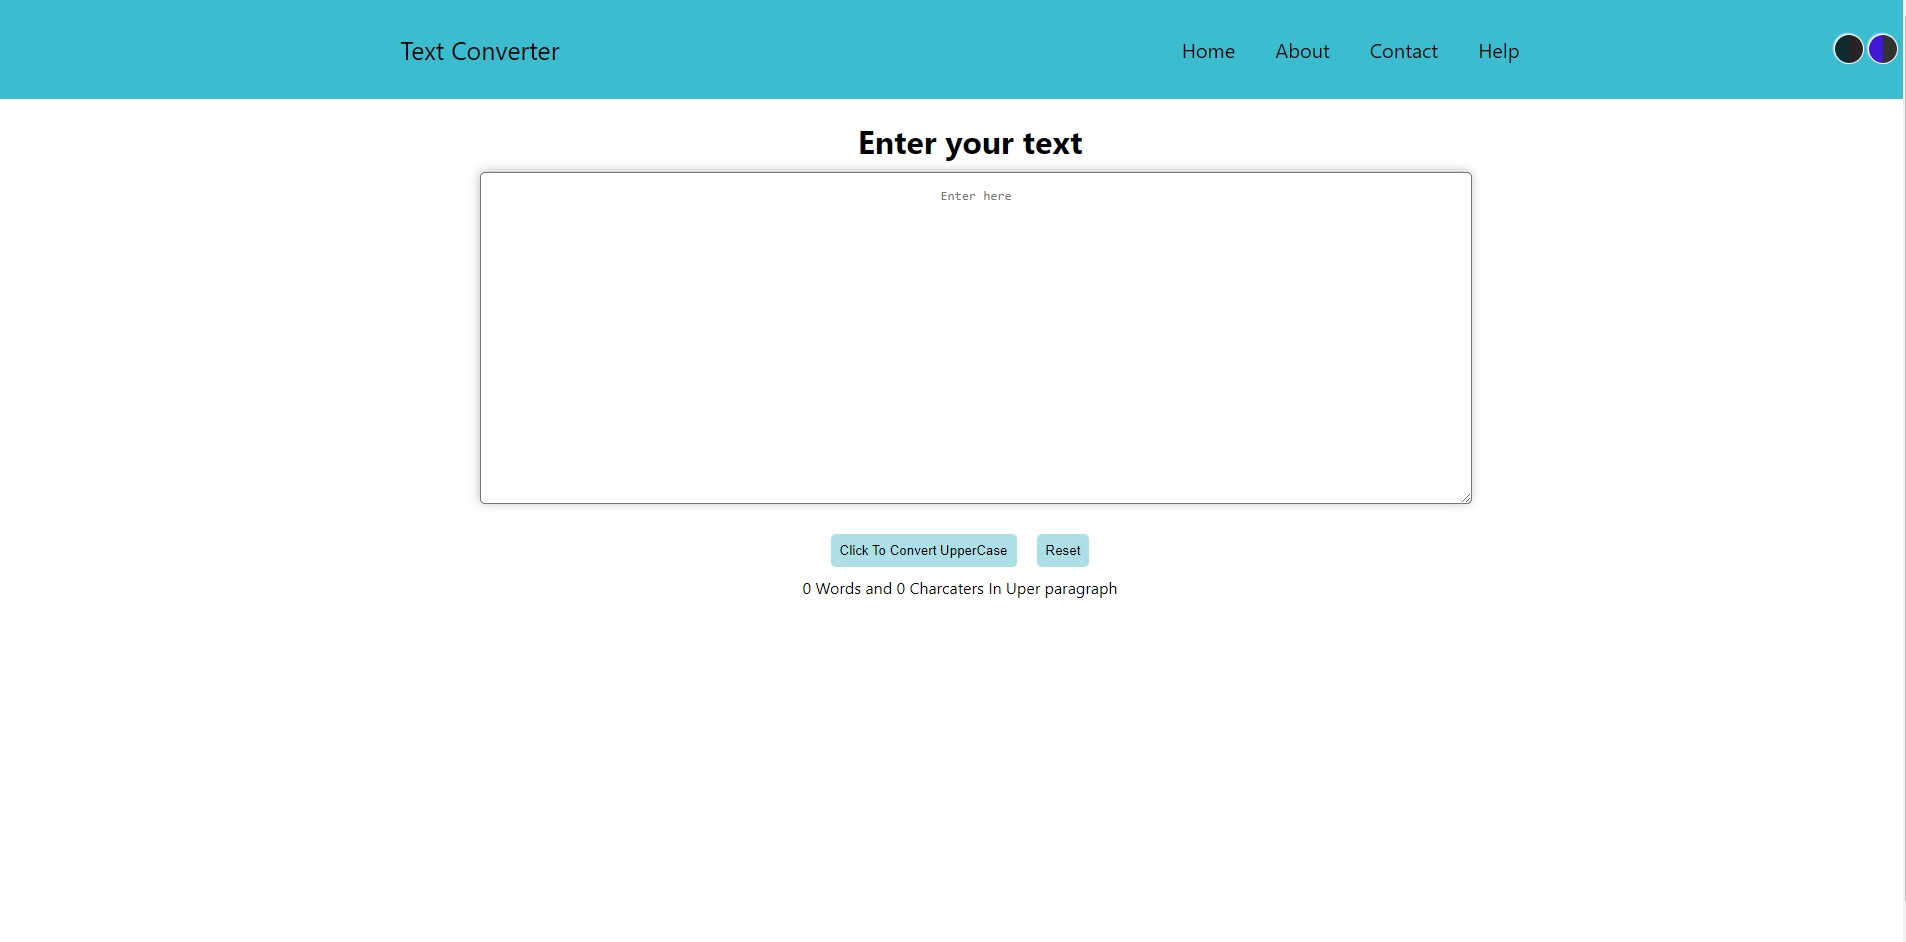 Text Converter Home About Contact Help
Enter your text
Enter here
Click To Convert UpperCase Reset
0 Words and 0 Charcaters In Uper paragraph